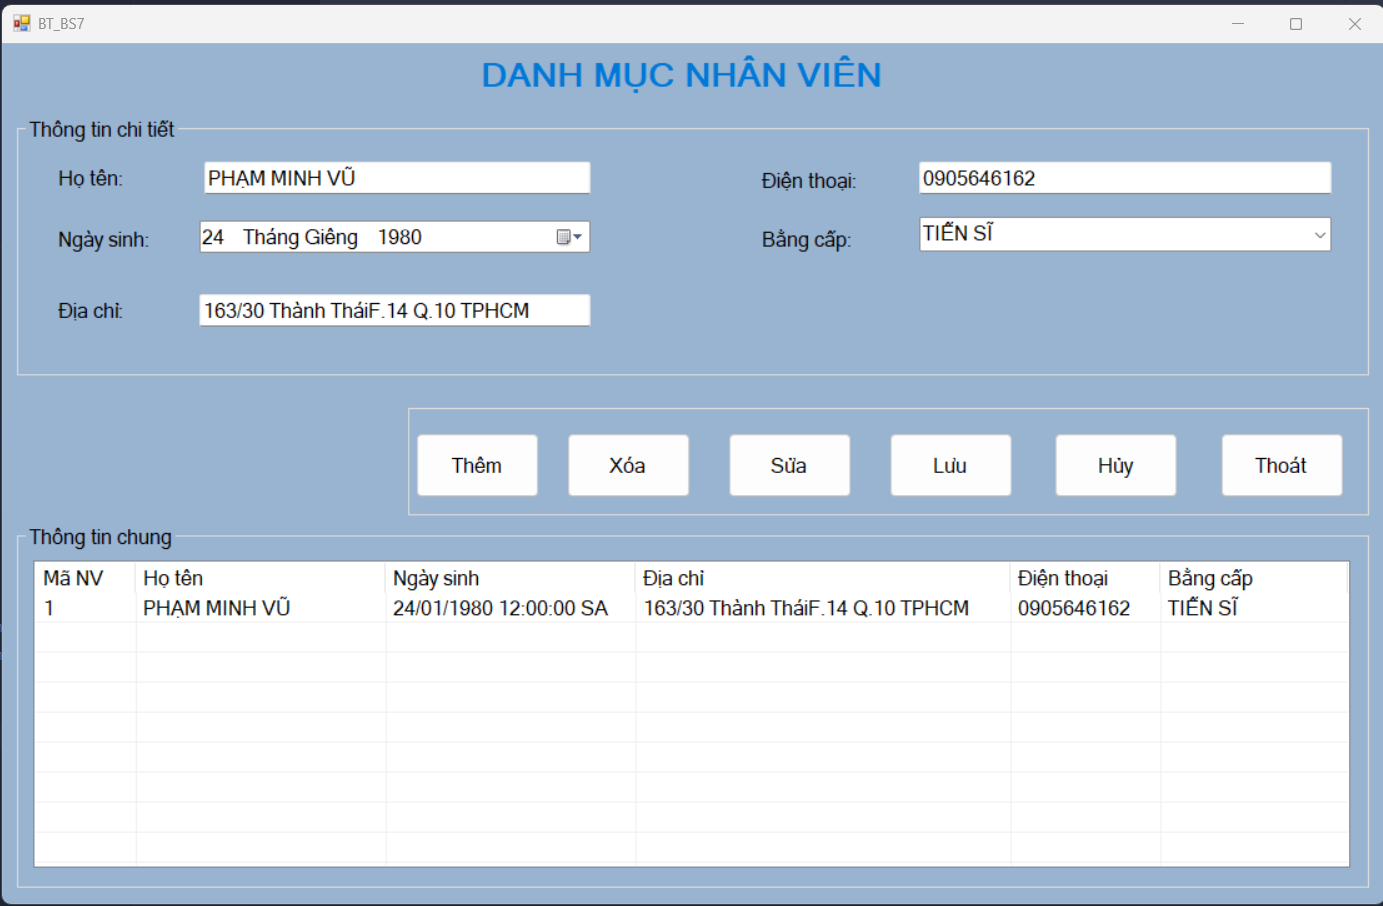 BT_BS7
DANH MỤC NHÂN VIÊN
Thông tin chi tiết
Họ tên: PHẠM MINH VŨ Điện thoại: 0905646162
Ngày sinh: 24 Tháng Giêng 1980 Bằng cấp: TIẾN SĨ
Địa chỉ: 163/30 Thành TháiF.14 Q.10 TPHCM
Thêm Xóa Sửa Lưu Hủy Thoát
Thông tin chung
Mã NV Họ tên Ngày sinh Địa chỉ Điện thoại Bằng cấp
1 PHẠM MINH VŨ 24/01/1980 12:00:00 SA 163/30 Thành TháiF.14 Q.10 TPHCM 0905646162 TIẾN SĨ